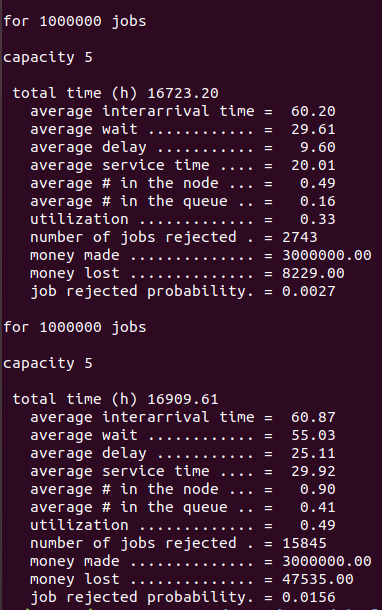 for 1000000 jobs
capacity 5
total time (h) 16723.20
average interarrival time =  60.20
average wait ............ =  29.61
average delay ........... =   9.60
average service time .... =  20.01
average # in the node ... =   0.49
average # in the queue .. =   0.16
utilization ............. =   0.33
number of jobs rejected . = 2743
money made .............. = 3000000.00
money lost .............. = 8229.00
job rejected probability. = 0.0027
for 1000000 jobs
capacity 5
total time (h) 16909.61
average interarrival time =  60.87
average wait ............ =  55.03
average delay ........... =  25.11
average service time .... =  29.92
average # in the node ... =   0.90
average # in the queue .. =   0.41
utilization ............. =   0.49
number of jobs rejected . = 15845
money made .............. = 3000000.00
money lost .............. = 47535.00
job rejected probability. = 0.0156